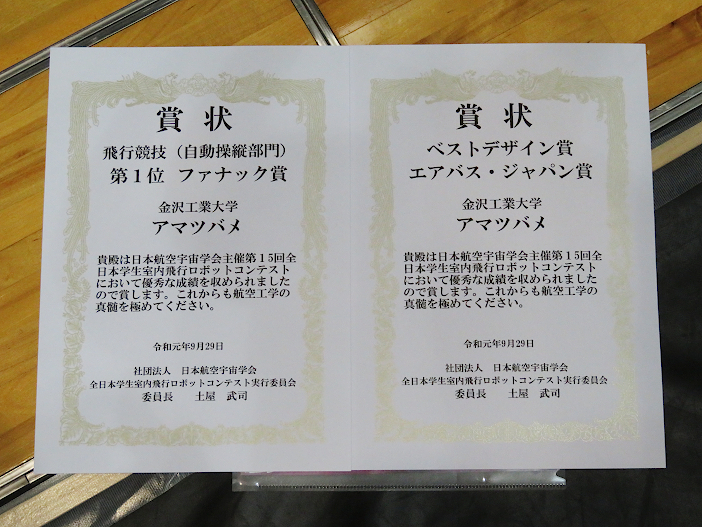 賞状
飛行競技（自動操縦部門）
第1位 ファナック賞
金沢工業大学
アマツバメ
貴殿は日本航空宇宙学会主催第15回全
日本学生室内飛行ロボットコンテスト
において優秀な成績を収められました
ので賞します。これからも航空工学の
真髄を極めてください。
令和元年9月29日
社団法人 日本航空宇宙学会
全日本学生室内飛行ロボットコンテスト実行委員会
委員長 土屋 武司
賞状
ベストデザイン賞
エアバス・ジャパン賞
金沢工業大学
アマツバメ
貴殿は日本航空宇宙学会主催第15回全
日本学生室内飛行ロボットコンテスト
において優秀な成績を収められました
ので賞します。これからも航空工学の
真髄を極めてください。
令和元年9月29日
社団法人 日本航空宇宙学会
全日本学生室内飛行ロボットコンテスト実行委員会
委員長 土屋 武司